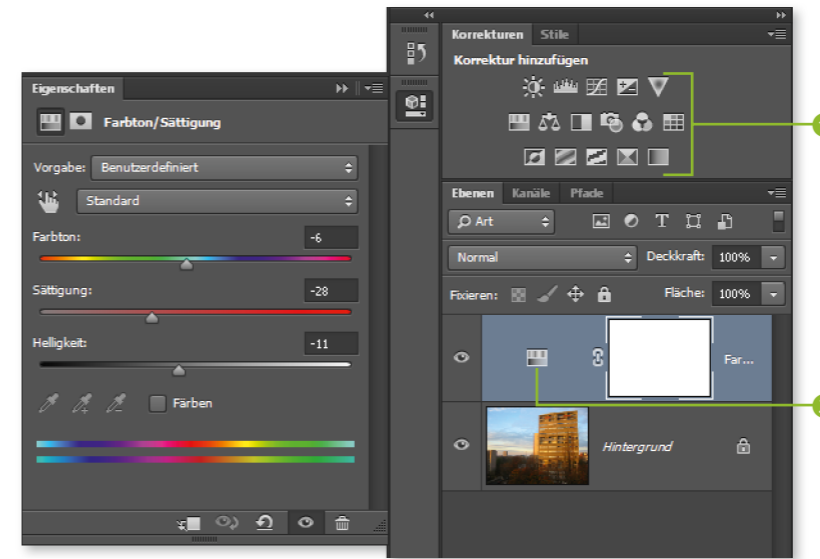 Eigenschaften
Farbton/Sättigung
Vorgabe: Benutzerdefiniert
Standard
Farbton: -6
Sättigung: -28
Helligkeit: -11
Färben
Korrekturen Stile
Korrektur hinzufügen
Ebenen Kanäle Pfade
Art T
Normal Deckkraft: 100%
Fixieren: Fläche: 100%
Far...
Hintergrund